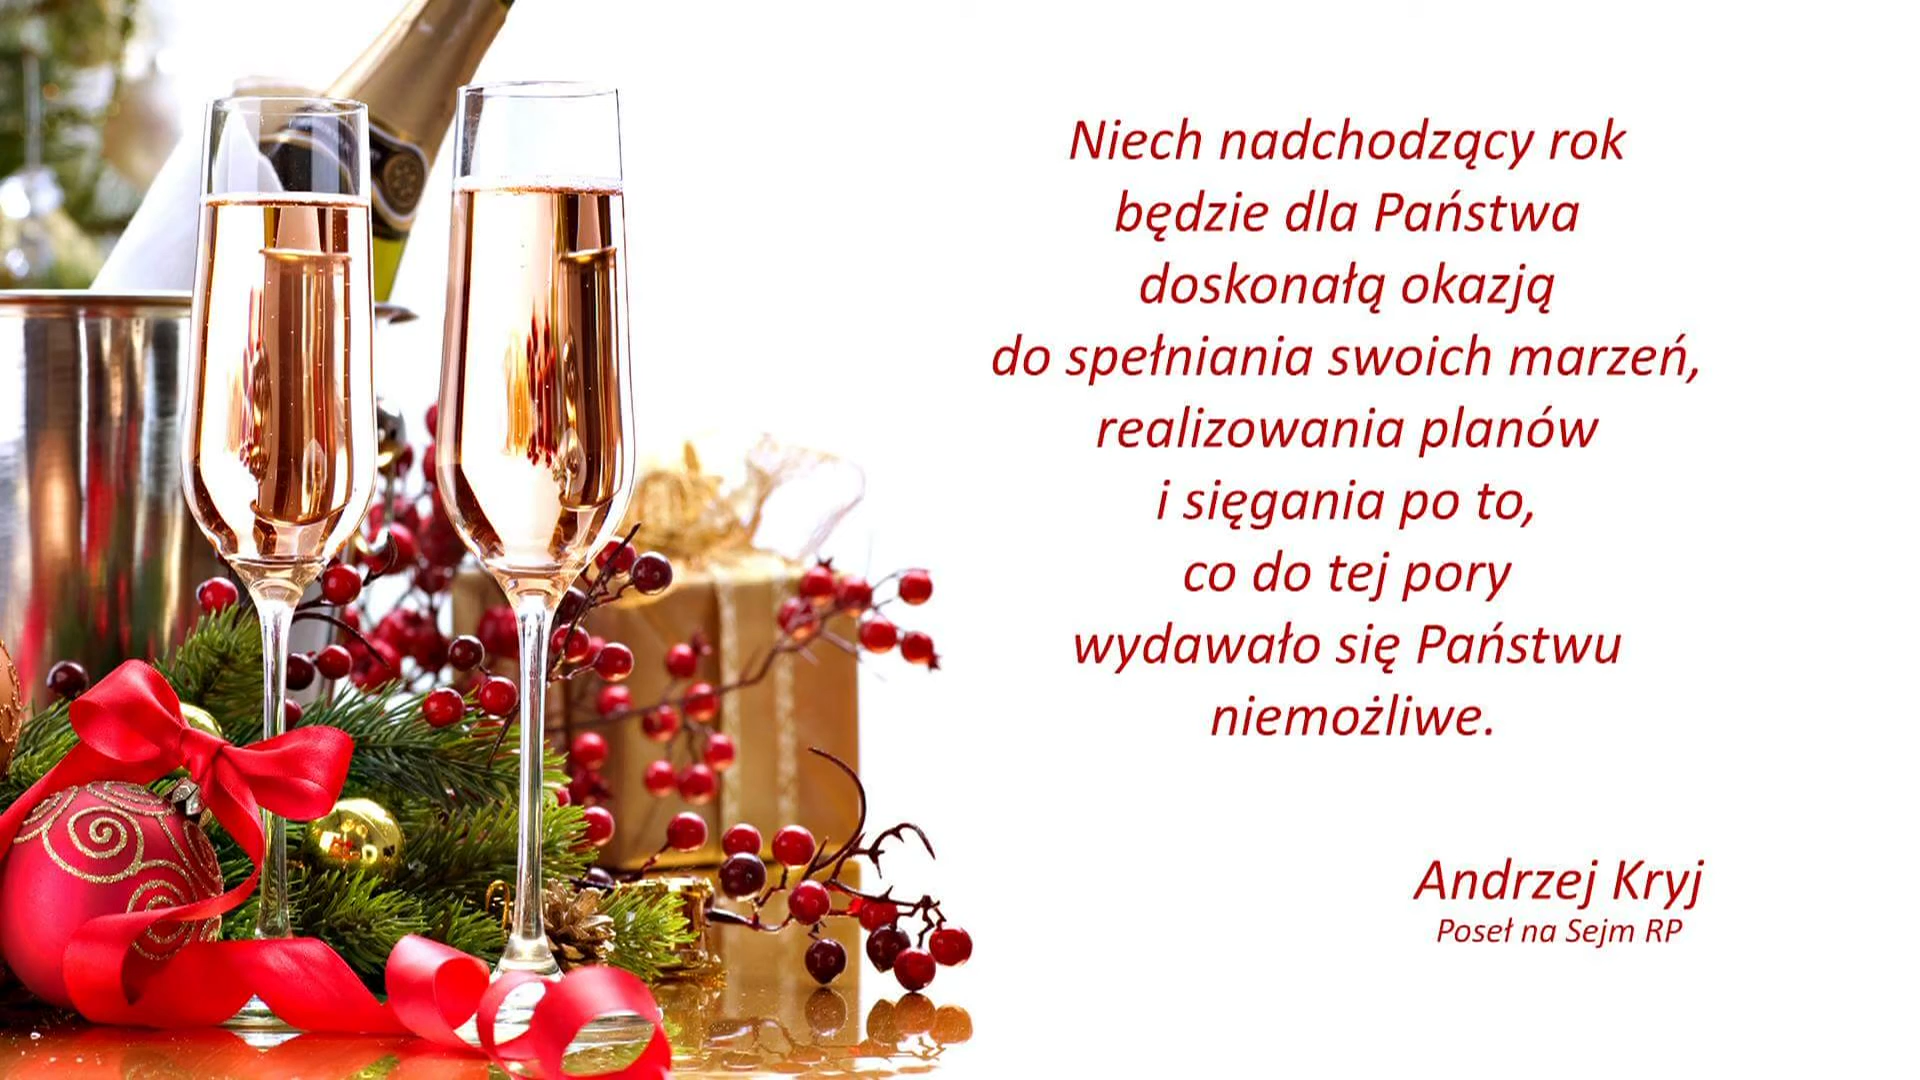 Niech nadchodzący rok
będzie dla Państwa
doskonałą okazją
do spełniania swoich marzeń,
realizowania planów
i sięgania po to,
co do tej pory
wydawało się Państwu
niemożliwe.
Andrzej Kryj
Poseł na Sejm RP